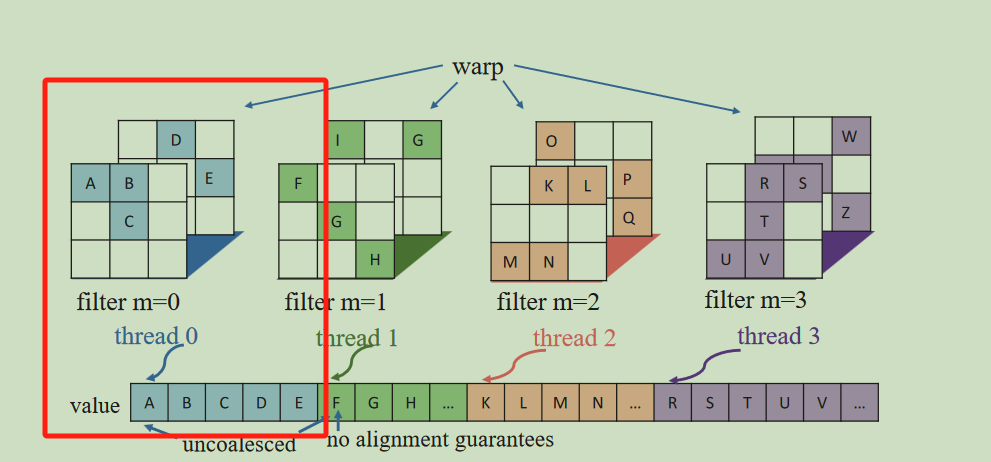 warp
D
I
G
O
W
A
B
E
F
K
L
P
R
S
C
G
Q
T
Z
H
M
N
U
V
filter m=0
filter m=1
filter m=2
filter m=3
thread 0
thread 1
thread 2
thread 3
value
A B C D E F G H ... K L M N ... R S T U V ...
uncoalesced
no alignment guarantees